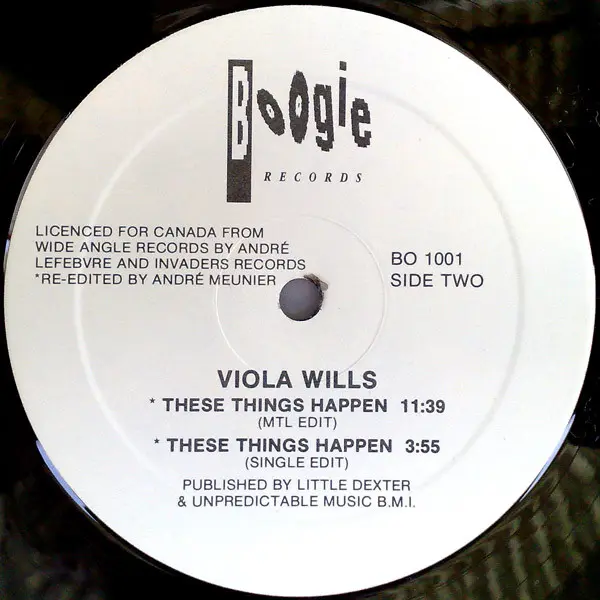 Boogie
RECORDS
LICENCED FOR CANADA FROM
WIDE ANGLE RECORDS BY ANDRÉ
LEFEBVRE AND INVADERS RECORDS
*RE-EDITED BY ANDRÉ MEUNIER
BO 1001
SIDE TWO
VIOLA WILLS
* THESE THINGS HAPPEN 11:39
(MTL EDIT)
* THESE THINGS HAPPEN 3:55
(SINGLE EDIT)
PUBLISHED BY LITTLE DEXTER
& UNPREDICTABLE MUSIC B.M.I.